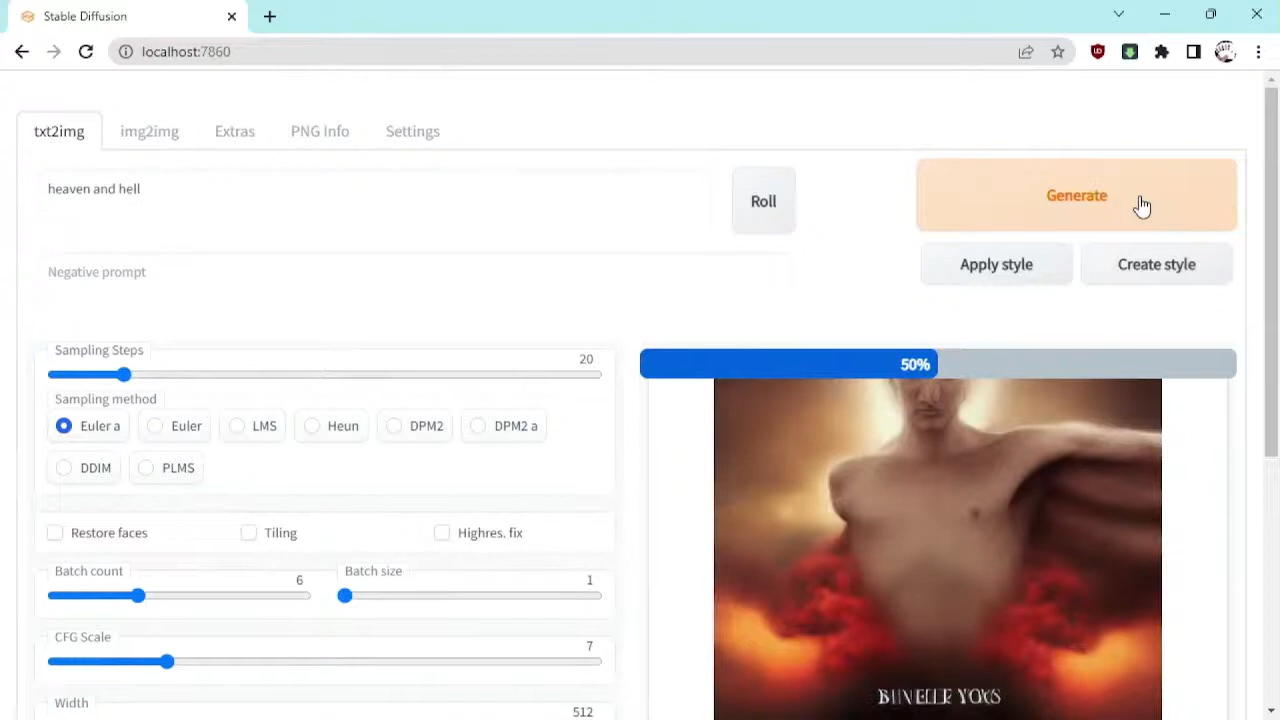 Stable Diffusion
localhost:7860
txt2img img2img Extras PNG Info Settings
heaven and hell
Roll
Generate
Negative prompt
Apply style Create style
Sampling Steps
20
50%
Sampling method
Euler a Euler LMS Heun DPM2 DPM2 a
DDIM PLMS
Restore faces Tiling Highres. fix
Batch count 6 Batch size 1
CFG Scale
7
Width
512